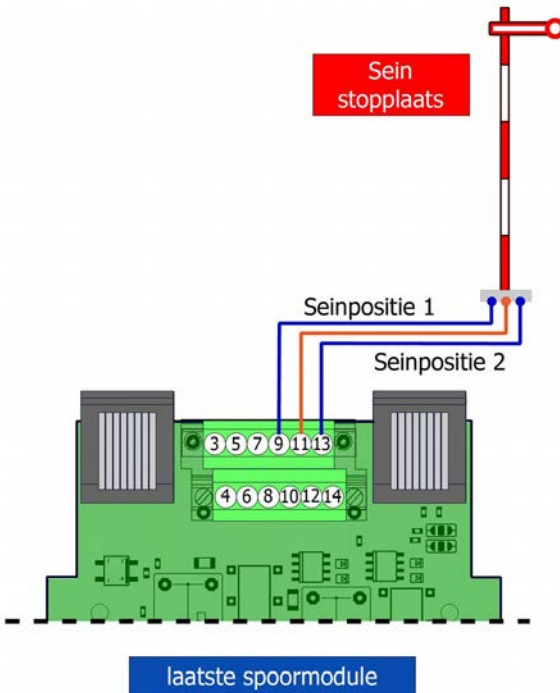 Sein
stopplaats
Seinpositie 1
Seinpositie 2
3 5 7 9 11 13
4 6 8 10 12 14
laatste spoormodule